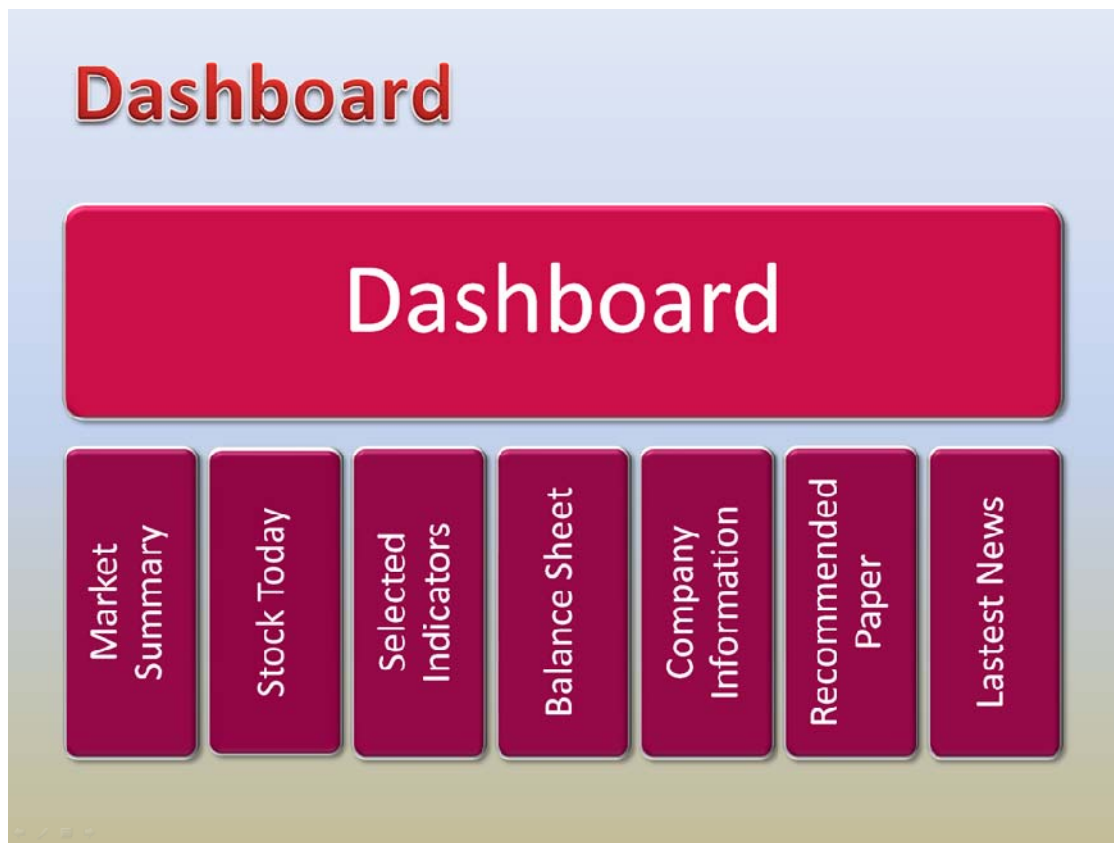 Dashboard
Dashboard
Market
Summary
Stock Today
Selected
Indicators
Balance Sheet
Company
Information
Recommended
Paper
Lastest News